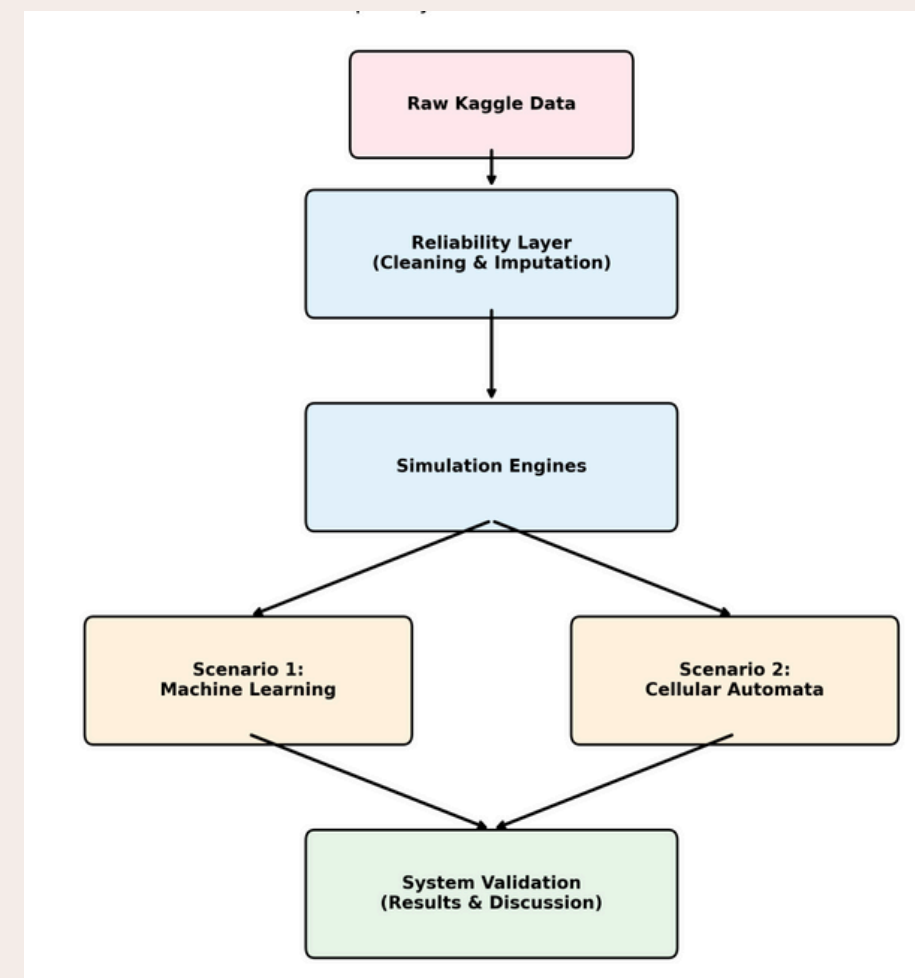 Raw Kaggle Data
Reliability Layer
(Cleaning & Imputation)
Simulation Engines
Scenario 1:
Machine Learning
Scenario 2:
Cellular Automata
System Validation
(Results & Discussion)